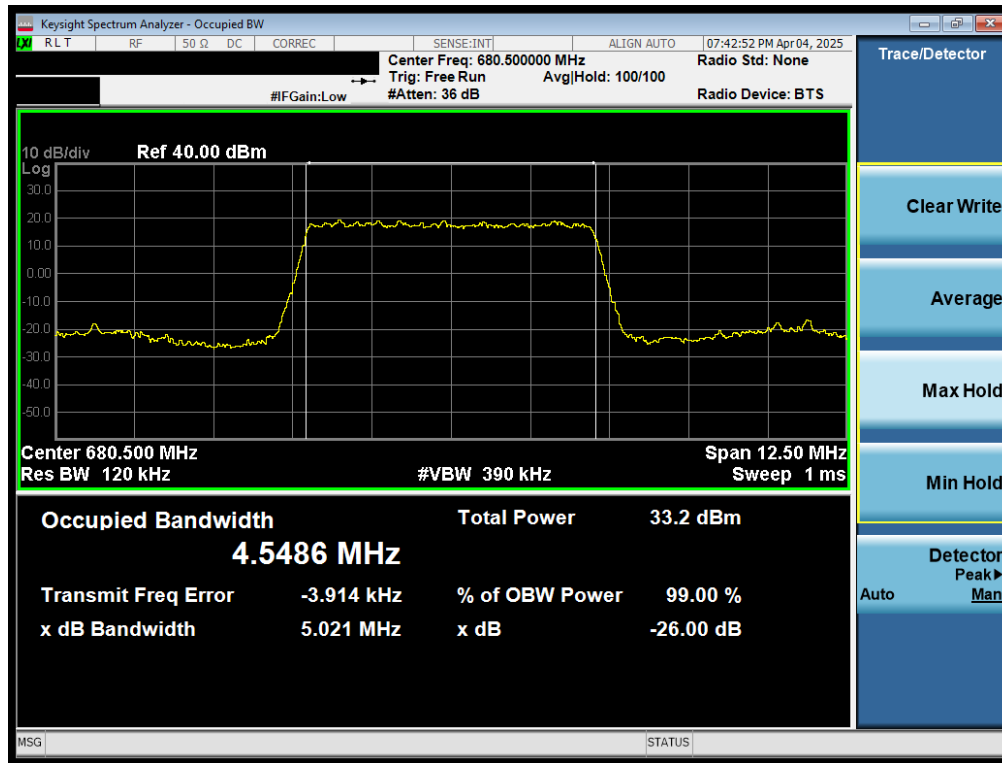 Keysight Spectrum Analyzer - Occupied BW
LXI RLT RF 50 Ω DC CORREC SENSE:INT ALIGN AUTO 07:42:52 PM Apr 04, 2025
Center Freq: 680.500000 MHz Radio Std: None
Trig: Free Run Avg|Hold: 100/100
#IFGain:Low #Atten: 36 dB Radio Device: BTS
10 dB/div Ref 40.00 dBm
Log
30.0
20.0
10.0
0.00
-10.0
-20.0
-30.0
-40.0
-50.0
Center 680.500 MHz Span 12.50 MHz
Res BW 120 kHz #VBW 390 kHz Sweep 1 ms
Occupied Bandwidth Total Power 33.2 dBm
4.5486 MHz
Transmit Freq Error -3.914 kHz % of OBW Power 99.00 %
x dB Bandwidth 5.021 MHz x dB -26.00 dB
MSG STATUS
Trace/Detector
Clear Write
Average
Max Hold
Min Hold
Detector
Peak▶
Auto Man